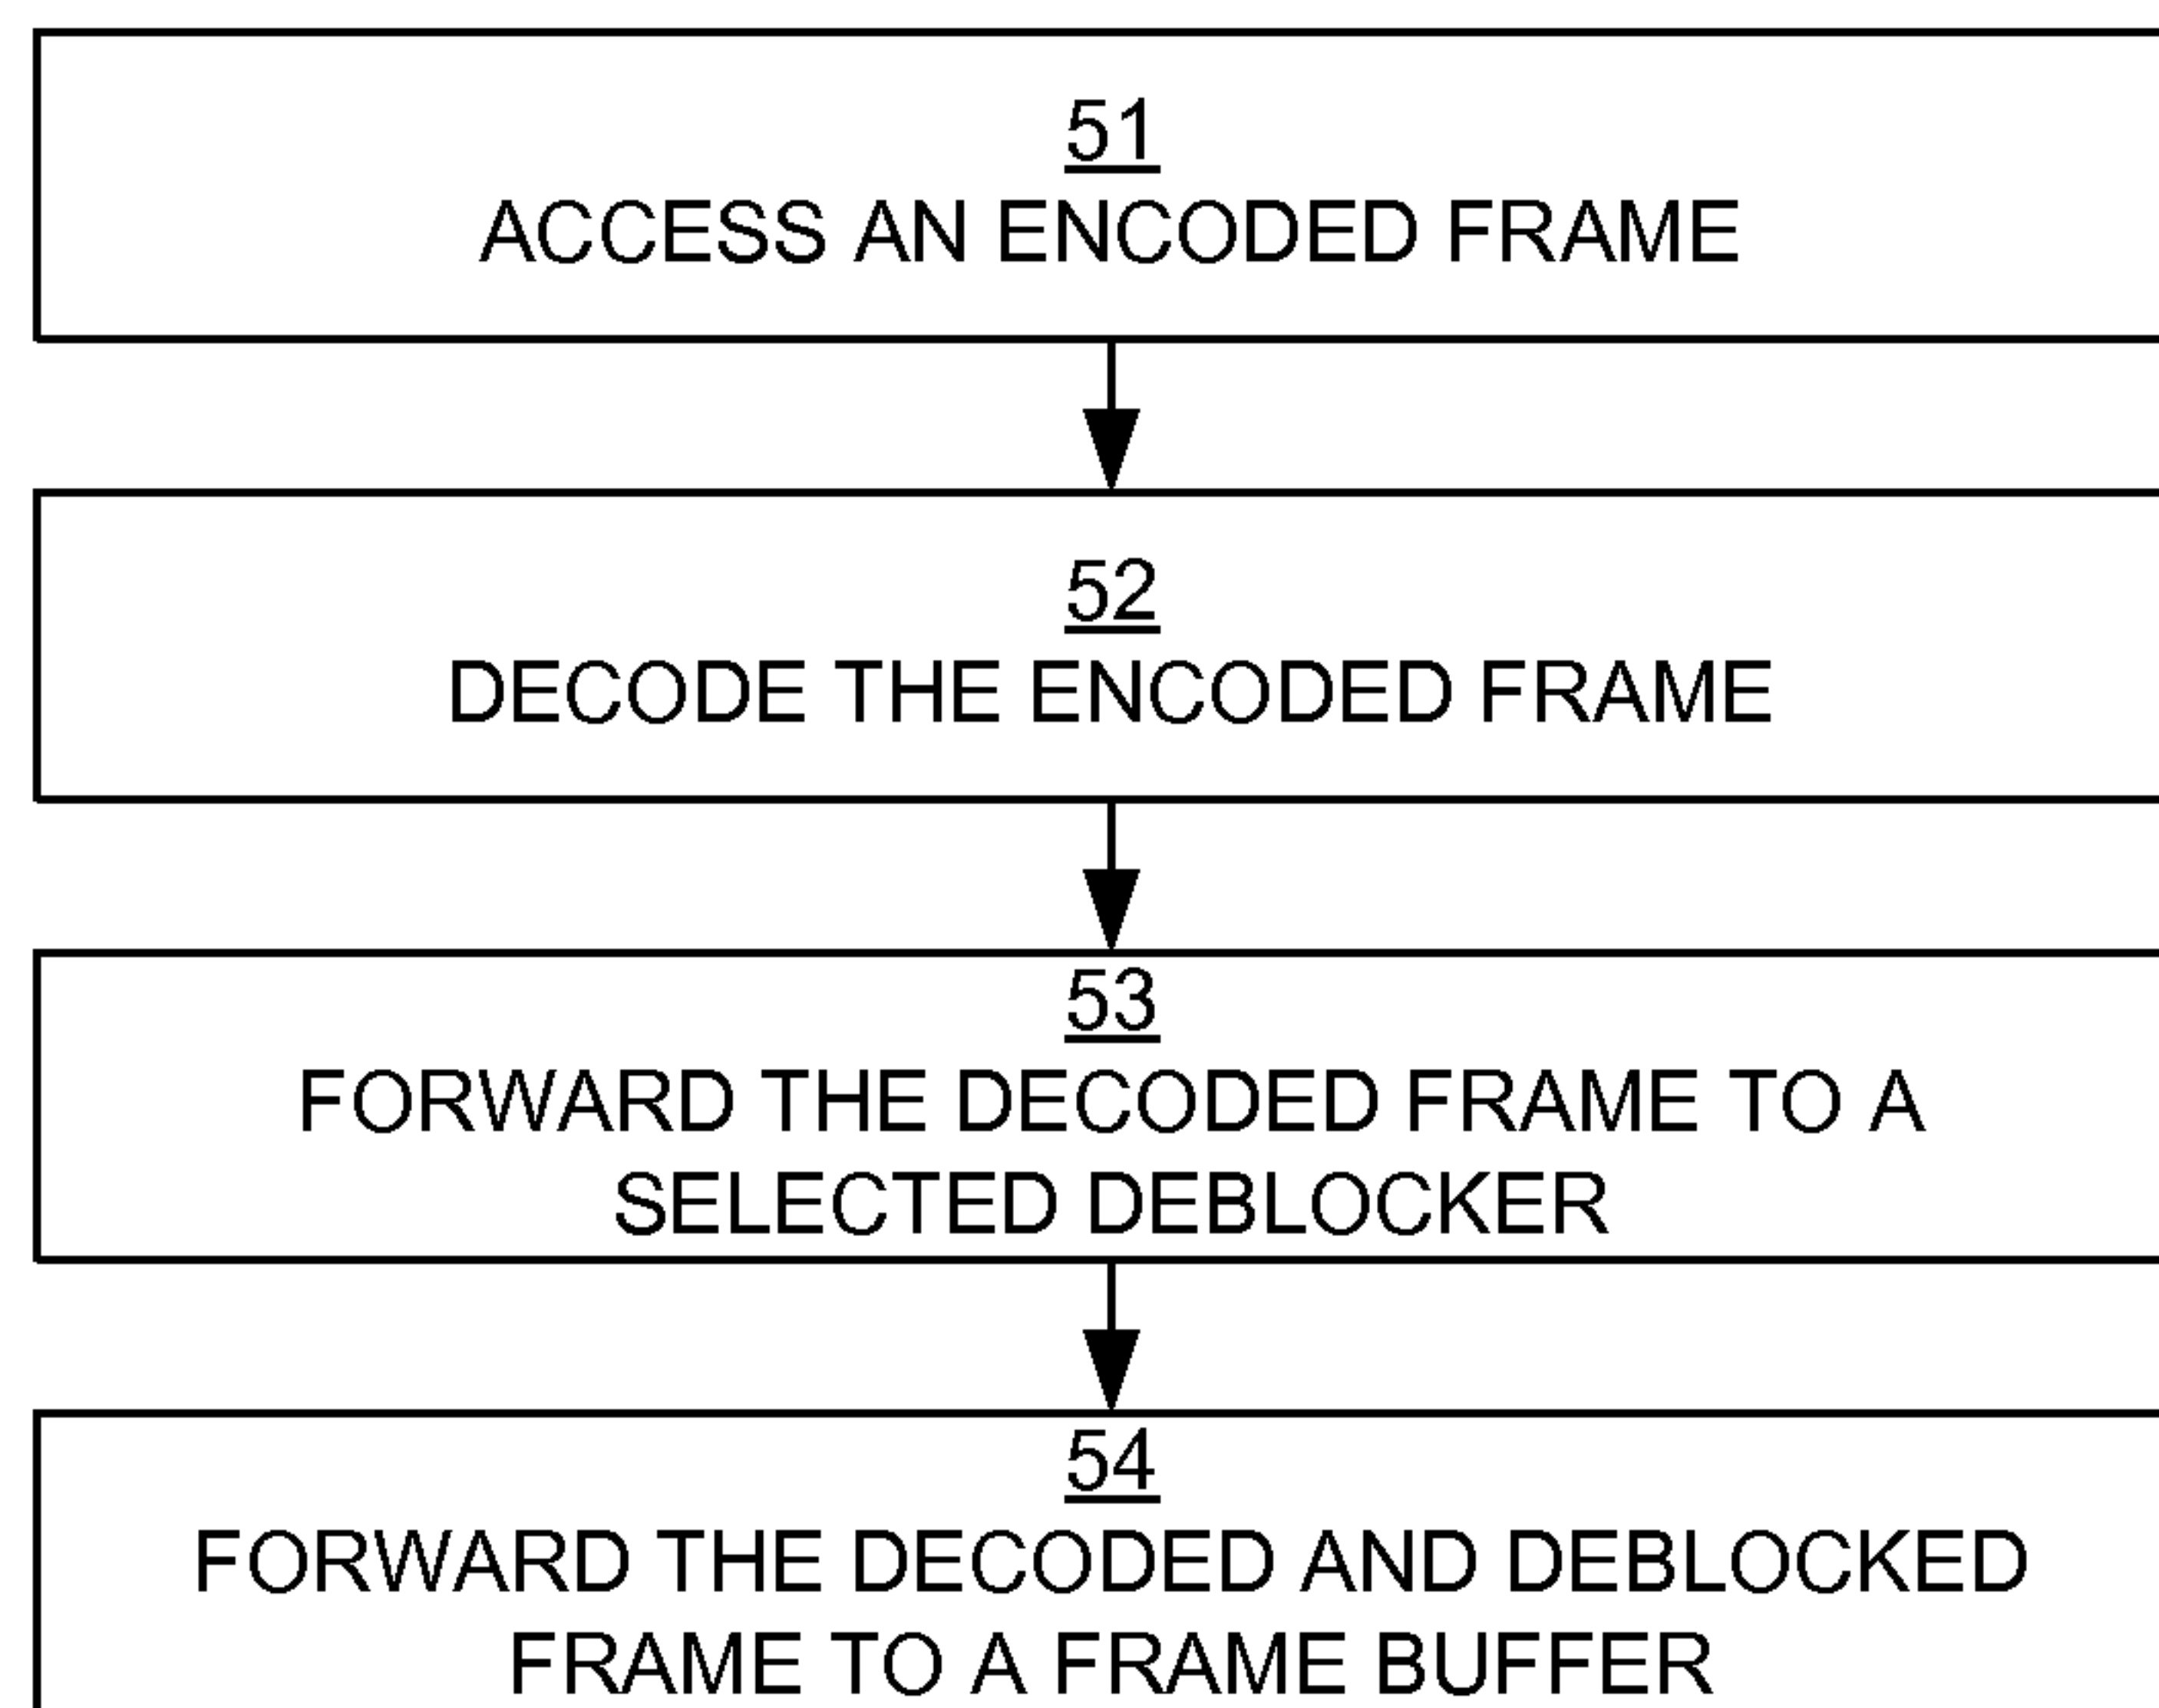 51
ACCESS AN ENCODED FRAME
52
DECODE THE ENCODED FRAME
53
FORWARD THE DECODED FRAME TO A
SELECTED DEBLOCKER
54
FORWARD THE DECODED AND DEBLOCKED
FRAME TO A FRAME BUFFER